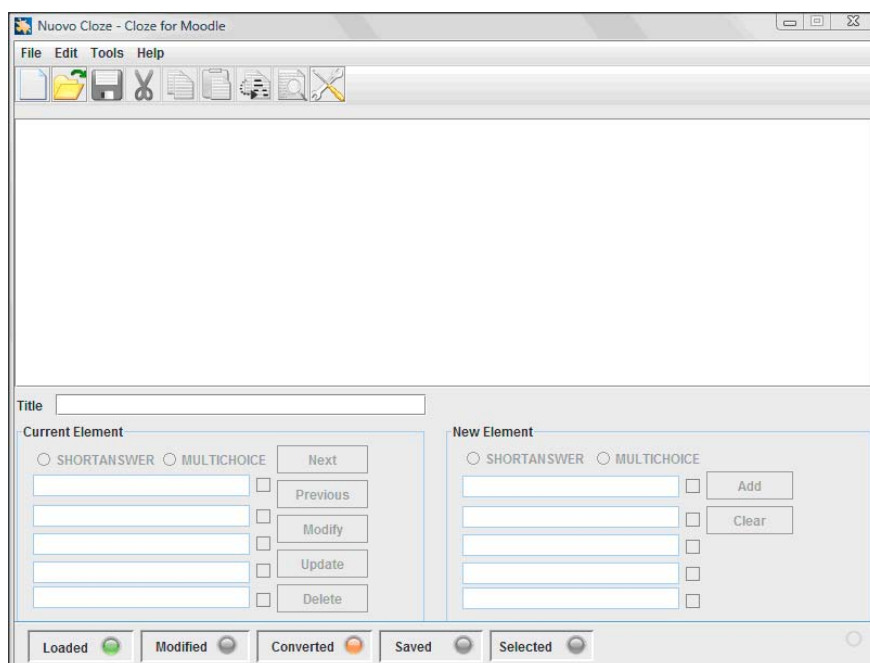 Nuovo Cloze - Cloze for Moodle
File Edit Tools Help
Title
Current Element
SHORTANSWER MULTICHOICE Next
Previous
Modify
Update
Delete
New Element
SHORTANSWER MULTICHOICE
Add
Clear
Loaded Modified Converted Saved Selected